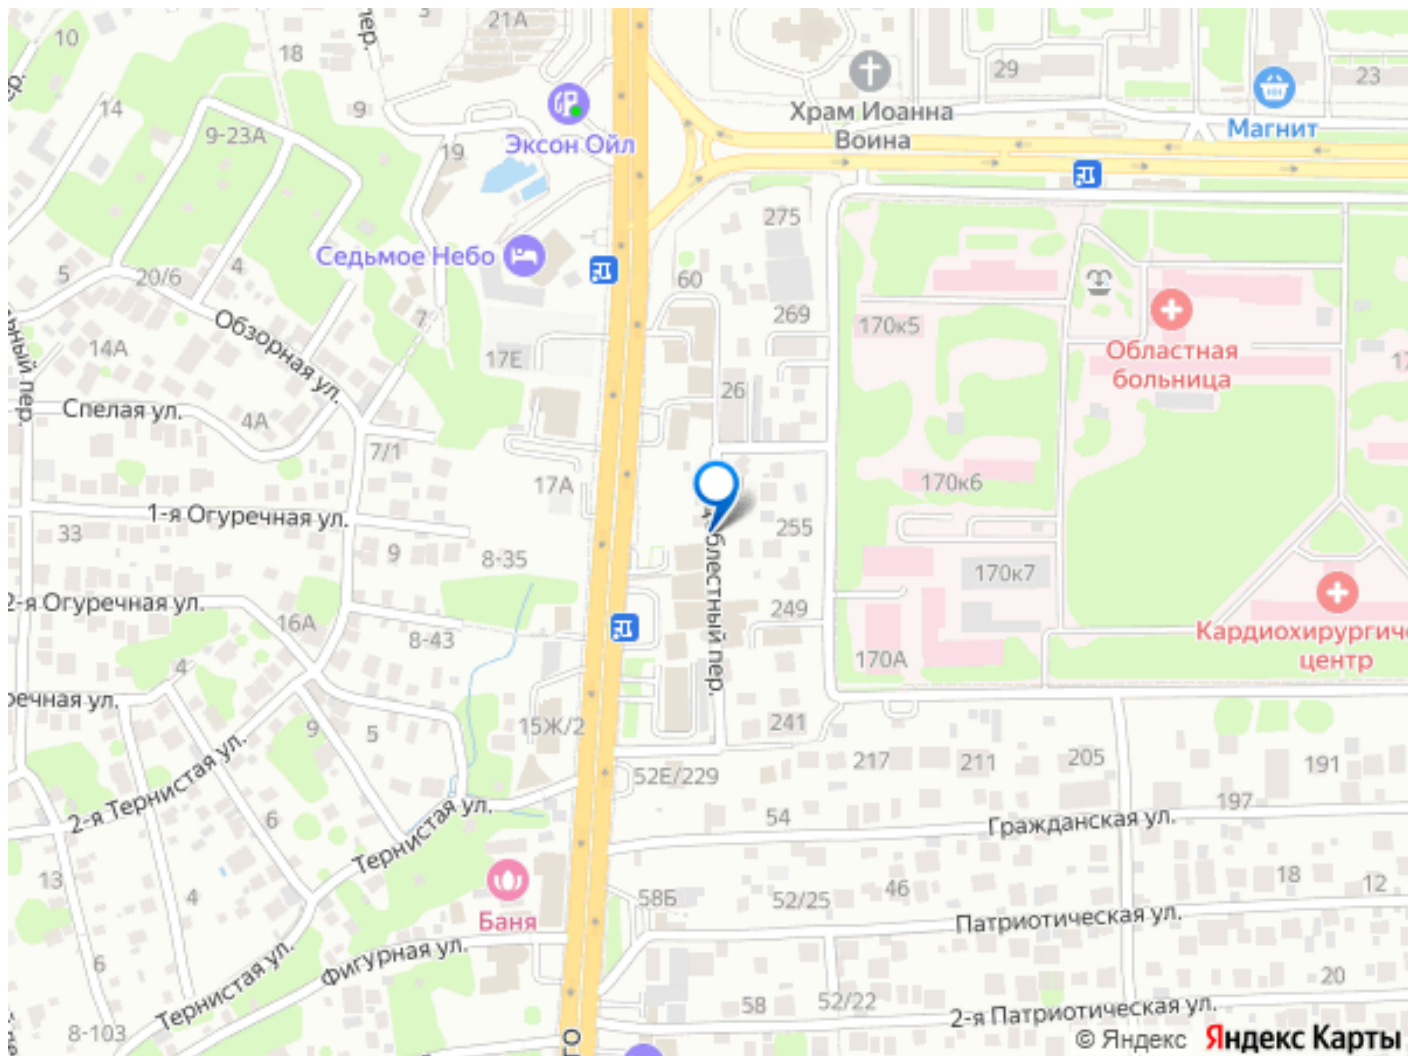 21А
3
10
18
пер.
14
9
Эксон Ойл
Храм Иоанна
Воина
29
Магнит
23
9-23А
19
275
Седьмое Небо
5
20/6
4
60
7
269
170к5
Областная
больница
Обзорная ул.
14А
17Е
26
Спелая ул.
4А
7/1
17А
170к6
1-я Огуречная ул.
33
9
8-35
255
170к7
2-я Огуречная ул.
16А
8-43
249
Кардиохирургиче
центр
170А
4
9
5
15Ж/2
241
52Е/229
217
211
205
191
2-я Тернистая ул.
6
Тернистая ул.
54
197
Гражданская ул.
13
4
Баня
58Б
52/25
46
18
12
Патриотическая ул.
6
Тернистая ул.
Фигурная ул.
20
58
52/22
2-я Патриотическая ул.
8-103
© Яндекс Яндекс Карты